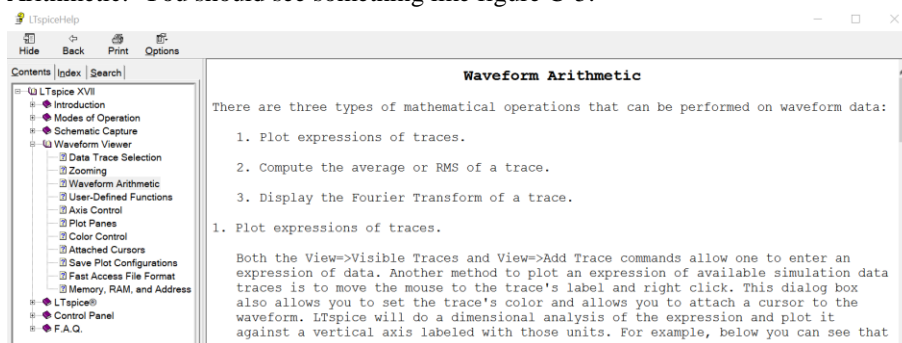 Arithmetic." You should see something like figure C-3.
LTspiceHelp
Hide Back Print Options
Contents Index Search
LTspice XVII
Introduction
Modes of Operation
Schematic Capture
Waveform Viewer
Data Trace Selection
Zooming
Waveform Arithmetic
User-Defined Functions
Axis Control
Plot Panes
Color Control
Attached Cursors
Save Plot Configurations
Fast Access File Format
Memory, RAM, and Address
LTspice®
Control Panel
F.A.Q.
Waveform Arithmetic
There are three types of mathematical operations that can be performed on waveform data:
1. Plot expressions of traces.
2. Compute the average or RMS of a trace.
3. Display the Fourier Transform of a trace.
1. Plot expressions of traces.
Both the View=>Visible Traces and View=>Add Trace commands allow one to enter an
expression of data. Another method to plot an expression of available simulation data
traces is to move the mouse to the trace's label and right click. This dialog box
also allows you to set the trace's color and allows you to attach a cursor to the
waveform. LTspice will do a dimensional analysis of the expression and plot it
against a vertical axis labeled with those units. For example, below you can see that